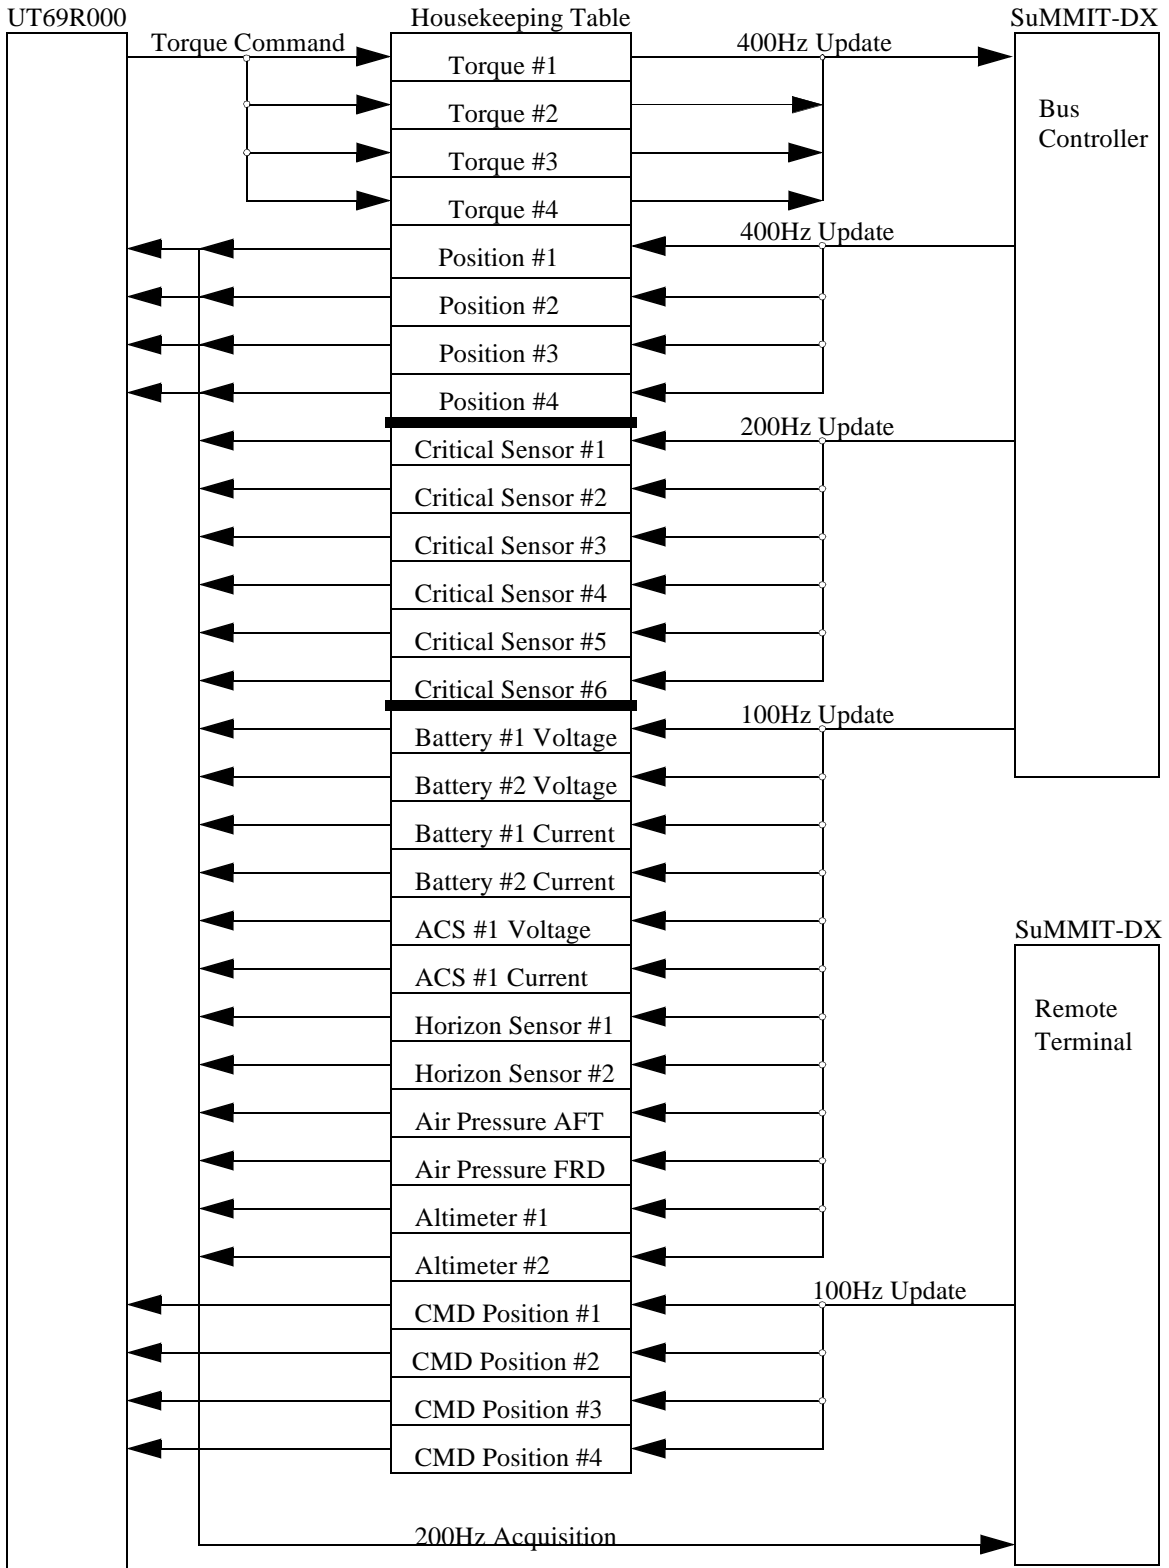 UT69R000
Housekeeping Table
SuMMIT-DX
Torque Command
400Hz Update
Torque #1
Torque #2
Torque #3
Torque #4
Bus
Controller
400Hz Update
Position #1
Position #2
Position #3
Position #4
200Hz Update
Critical Sensor #1
Critical Sensor #2
Critical Sensor #3
Critical Sensor #4
Critical Sensor #5
Critical Sensor #6
100Hz Update
Battery #1 Voltage
Battery #2 Voltage
Battery #1 Current
Battery #2 Current
ACS #1 Voltage
ACS #1 Current
Horizon Sensor #1
Horizon Sensor #2
Air Pressure AFT
Air Pressure FRD
Altimeter #1
Altimeter #2
SuMMIT-DX
Remote
Terminal
100Hz Update
CMD Position #1
CMD Position #2
CMD Position #3
CMD Position #4
200Hz Acquisition